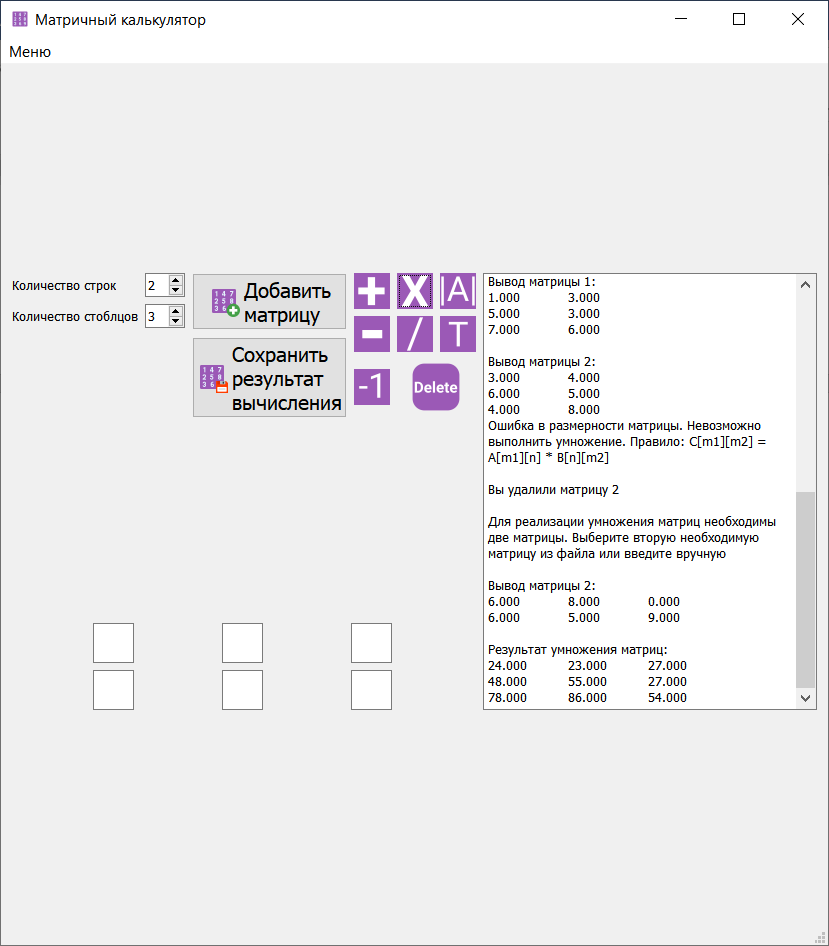 Матричный калькулятор
Меню
Количество строк 2
Количество стоблцов 3
Добавить
матрицу
Сохранить
результат
вычисления
+ X |A|
- / T
-1 Delete
Вывод матрицы 1:
1.000 3.000
5.000 3.000
7.000 6.000
Вывод матрицы 2:
3.000 4.000
6.000 5.000
4.000 8.000
Ошибка в размерности матрицы. Невозможно
выполнить умножение. Правило: C[m1][m2] =
A[m1][n] * B[n][m2]
Вы удалили матрицу 2
Для реализации умножения матриц необходимы
две матрицы. Выберите вторую необходимую
матрицу из файла или введите вручную
Вывод матрицы 2:
6.000 8.000 0.000
6.000 5.000 9.000
Результат умножения матриц:
24.000 23.000 27.000
48.000 55.000 27.000
78.000 86.000 54.000